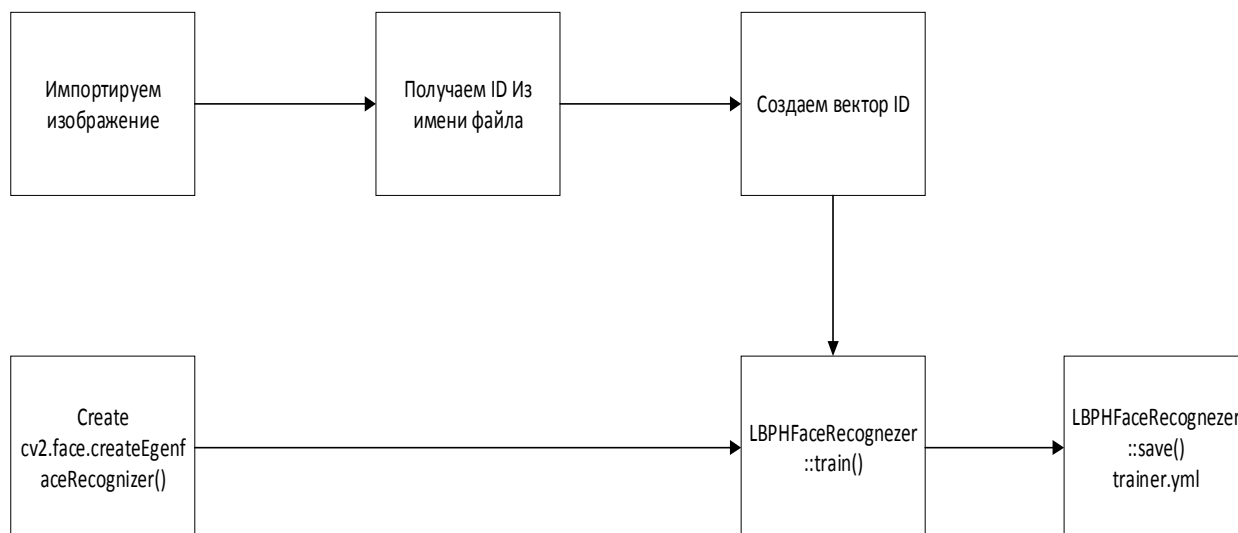 Импортируем
изображение
Получаем ID Из
имени файла
Создаем вектор ID
Create
cv2.face.createEgenf
aceRecognizer()
LBPHFaceRecognezer
::train()
LBPHFaceRecognezer
::save()
trainer.yml